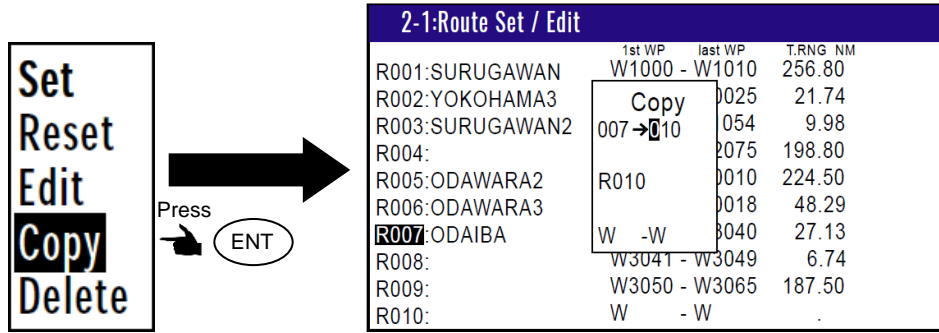 Set
Reset
Edit
Copy
Delete
Press
ENT
2-1:Route Set / Edit
1st WP last WP T.RNG NM
R001:SURUGAWAN W1000 - W1010 256.80
R002:YOKOHAMA3 0025 21.74
R003:SURUGAWAN2 1054 9.98
R004: 2075 198.80
R005:ODAWARA2 0010 224.50
R006:ODAWARA3 0018 48.29
R007:ODAIBA 3040 27.13
R008: W3041 - W3049 6.74
R009: W3050 - W3065 187.50
R010: W - W .
Copy
007→010
R010
W -W